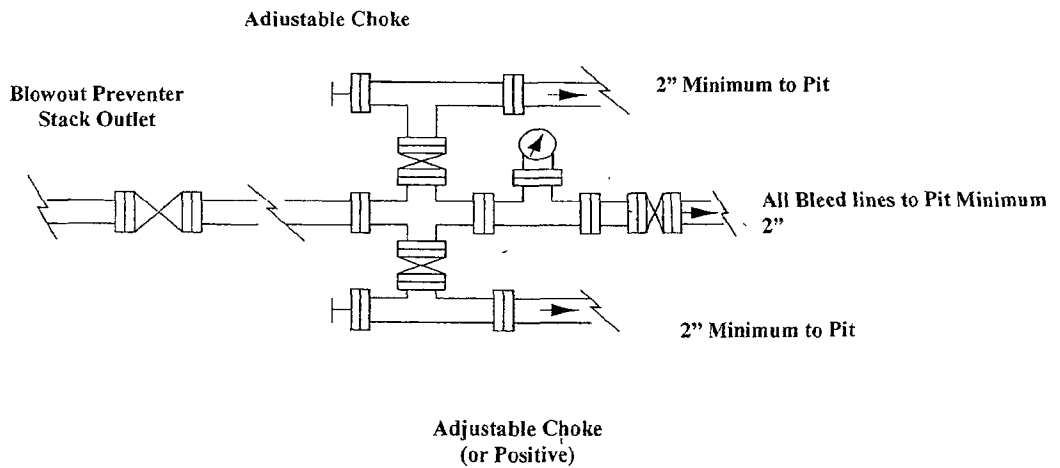 Adjustable Choke
Blowout Preventer
Stack Outlet
2” Minimum to Pit
All Bleed lines to Pit Minimum
2”
2” Minimum to Pit
Adjustable Choke
(or Positive)